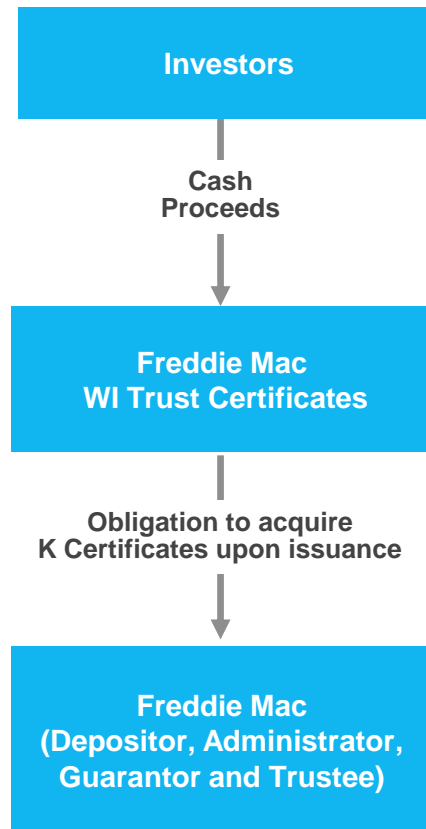 Investors
Cash
Proceeds
Freddie Mac
WI Trust Certificates
Obligation to acquire
K Certificates upon issuance
Freddie Mac
(Depositor, Administrator,
Guarantor and Trustee)